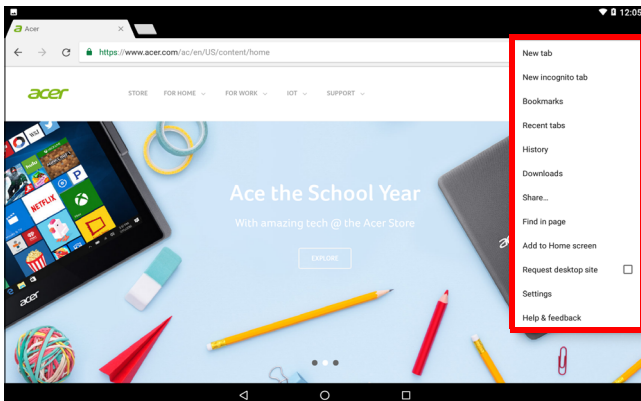 12:05
Acer
https://www.acer.com/ac/en/US/content/home
acer
STORE FOR HOME FOR WORK IOT SUPPORT
New tab
New incognito tab
Bookmarks
Recent tabs
History
Downloads
Share...
Find in page
Add to Home screen
Request desktop site
Settings
Help & feedback
Ace the School Year
With amazing tech @ the Acer Store
EXPLORE
NETFLIX
acer